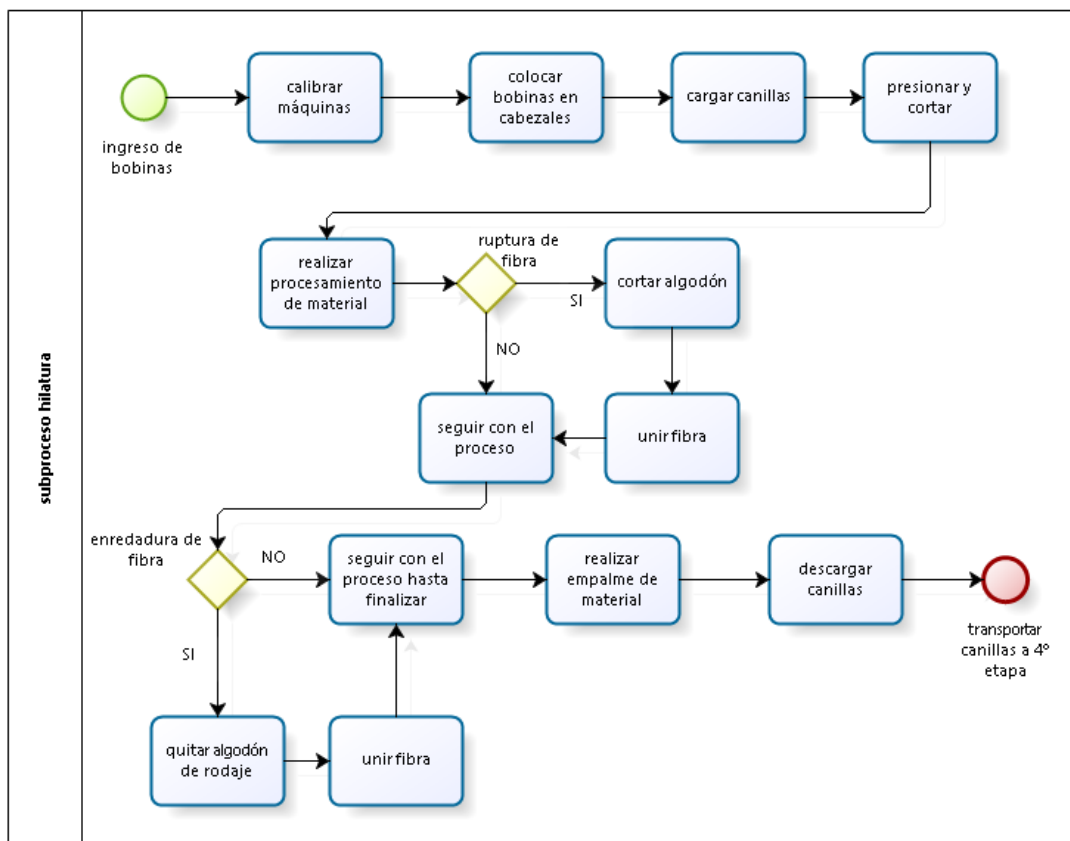 subproceso hilatura
ingreso de
bobinas
calibrar
máquinas
colocar
bobinas en
cabezales
cargar canillas
presionar y
cortar
realizar
procesamiento
de material
ruptura de
fibra
SI
NO
cortar algodón
unir fibra
seguir con el
proceso
enredadura de
fibra
NO
SI
seguir con el
proceso hasta
finalizar
realizar
empalme de
material
descargar
canillas
transportar
canillas a 4°
etapa
quitar algodón
de rodaje
unir fibra